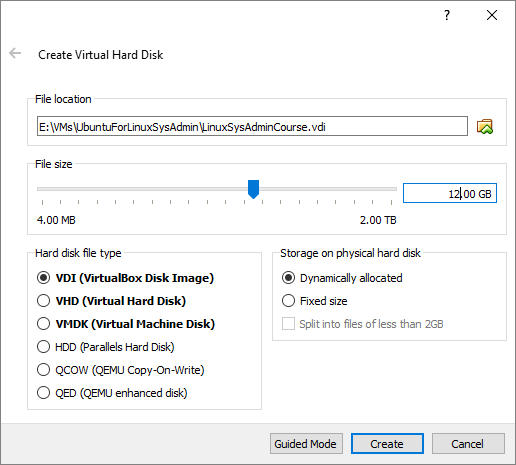 ?
Create Virtual Hard Disk
File location
E:\VMs\UbuntuForLinuxSysAdmin\LinuxSysAdminCourse.vdi
File size
12.00 GB
4.00 MB 2.00 TB
Hard disk file type
VDI (VirtualBox Disk Image)
VHD (Virtual Hard Disk)
VMDK (Virtual Machine Disk)
HDD (Parallels Hard Disk)
QCOW (QEMU Copy-On-Write)
QED (QEMU enhanced disk)
Storage on physical hard disk
Dynamically allocated
Fixed size
Split into files of less than 2GB
Guided Mode Create Cancel